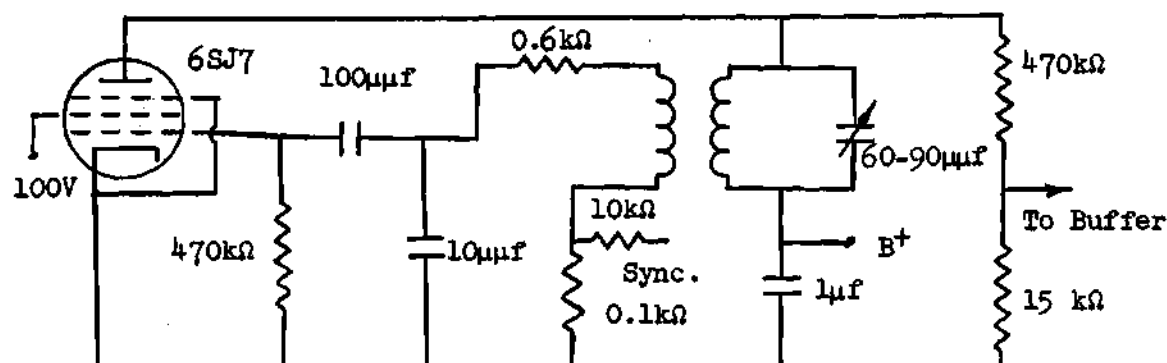 6SJ7
0.6kΩ
100μμf
470kΩ
60-90μμf
100V
10kΩ
To Buffer
470kΩ
10μμf
Sync.
B+
0.1kΩ
1μf
15 kΩ